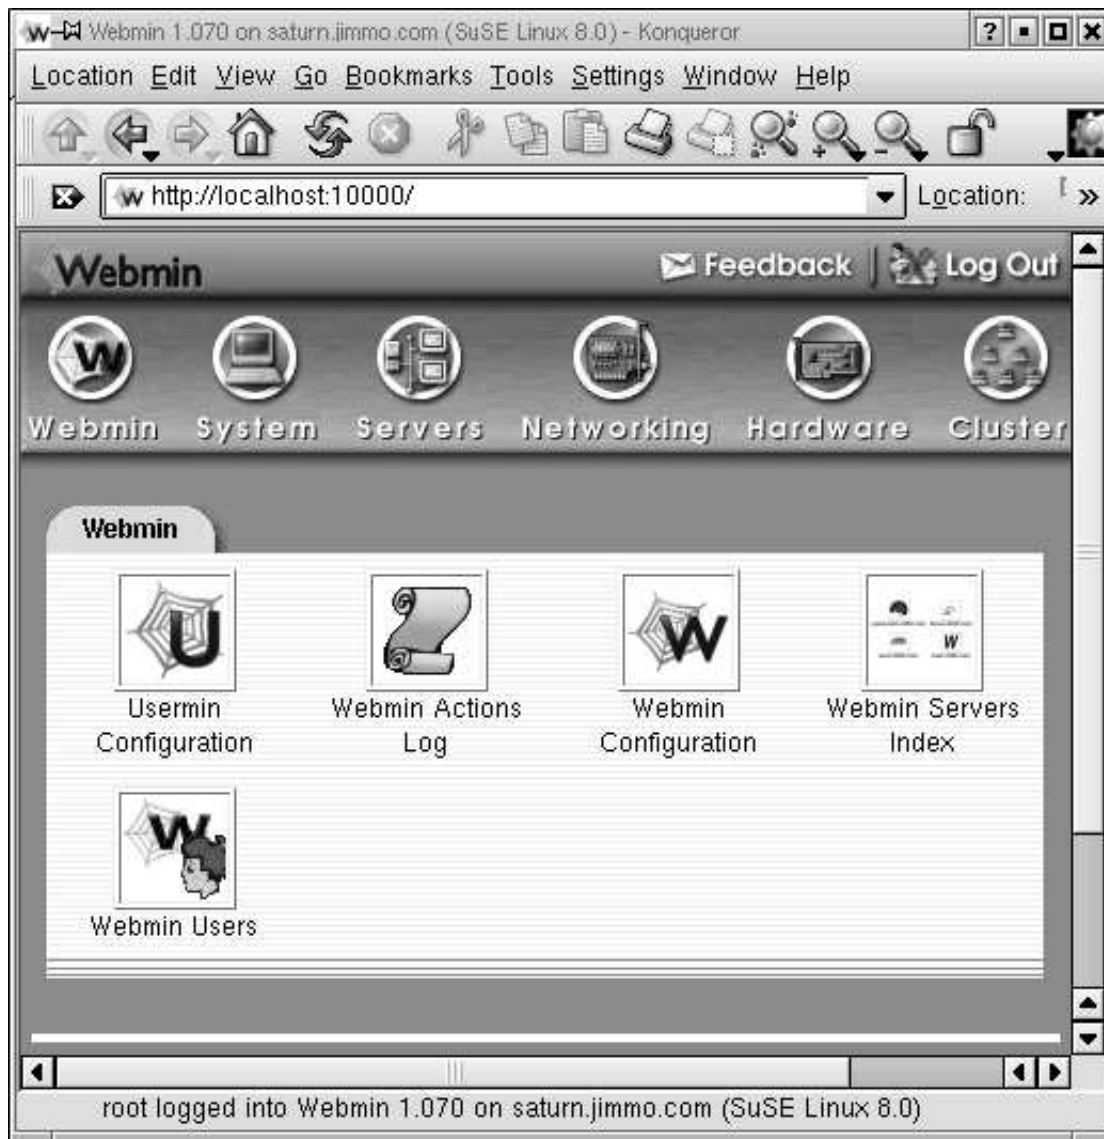 Webmin 1.070 on saturn.jimmo.com (SuSE Linux 8.0) - Konqueror
Location Edit View Go Bookmarks Tools Settings Window Help
http://localhost:10000/ Location:
Webmin Feedback Log Out
Webmin System Servers Networking Hardware Cluster
Webmin
Usermin Configuration
Webmin Actions Log
Webmin Configuration
Webmin Servers Index
Webmin Users
root logged into Webmin 1.070 on saturn.jimmo.com (SuSE Linux 8.0)